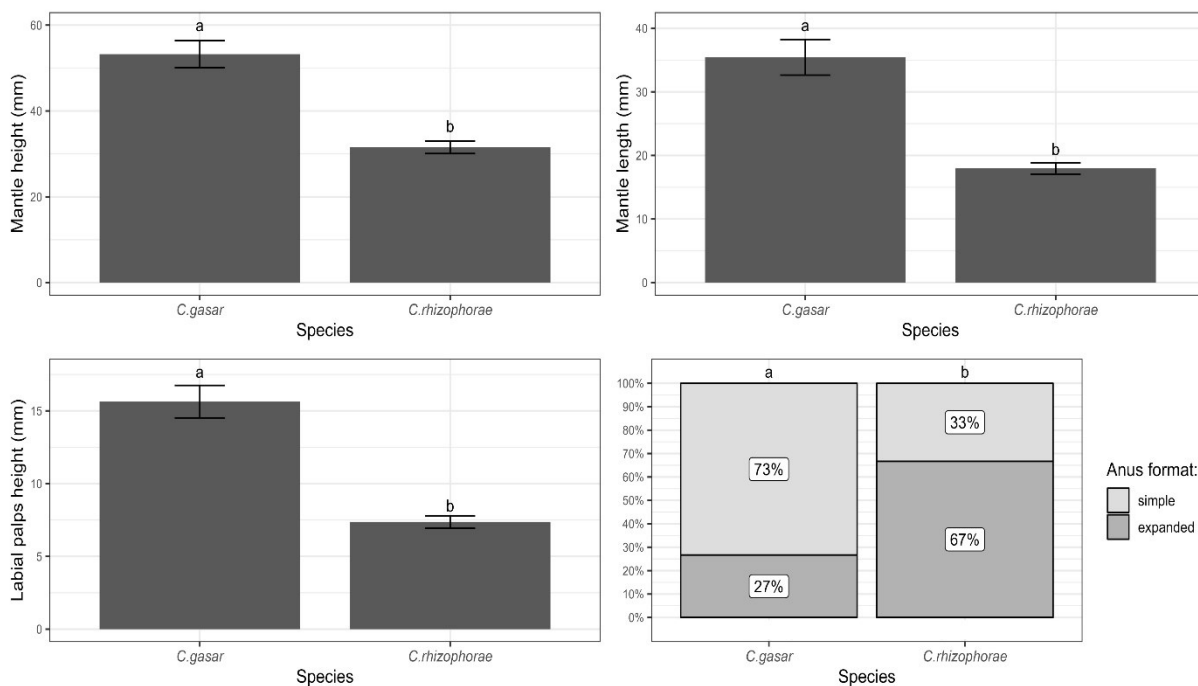 Mantle height (mm)
60
40
20
0
a
b
C.gasar
C.rhizophorae
Species
Mantle length (mm)
40
30
20
10
0
a
b
C.gasar
C.rhizophorae
Species
Labial palps height (mm)
15
10
5
0
a
b
C.gasar
C.rhizophorae
Species
100%
90%
80%
70%
60%
50%
40%
30%
20%
10%
0%
a
b
73%
27%
33%
67%
C.gasar
C.rhizophorae
Species
Anus format:
simple
expanded